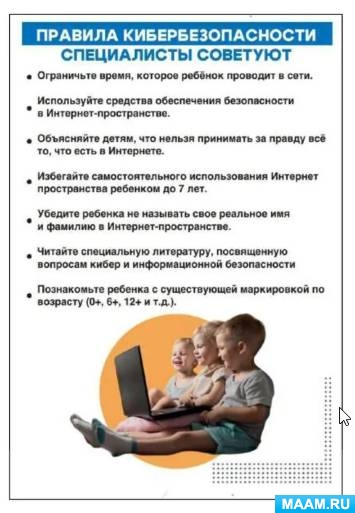 ПРАВИЛА КИБЕРБЕЗОПАСНОСТИ
СПЕЦИАЛИСТЫ СОВЕТУЮТ
• Ограничьте время, которое ребёнок проводит в сети.
• Используйте средства обеспечения безопасности
в Интернет-пространстве.
• Объясняйте детям, что нельзя принимать за правду всё
то, что есть в Интернете.
• Избегайте самостоятельного использования Интернет
пространства ребенком до 7 лет.
• Убедите ребенка не называть свое реальное имя
и фамилию в Интернет-пространстве.
• Читайте специальную литературу, посвященную
вопросам кибер и информационной безопасности
• Познакомьте ребенка с существующей маркировкой по
возрасту (0+, 6+, 12+ и т.д.).
MAAM.RU